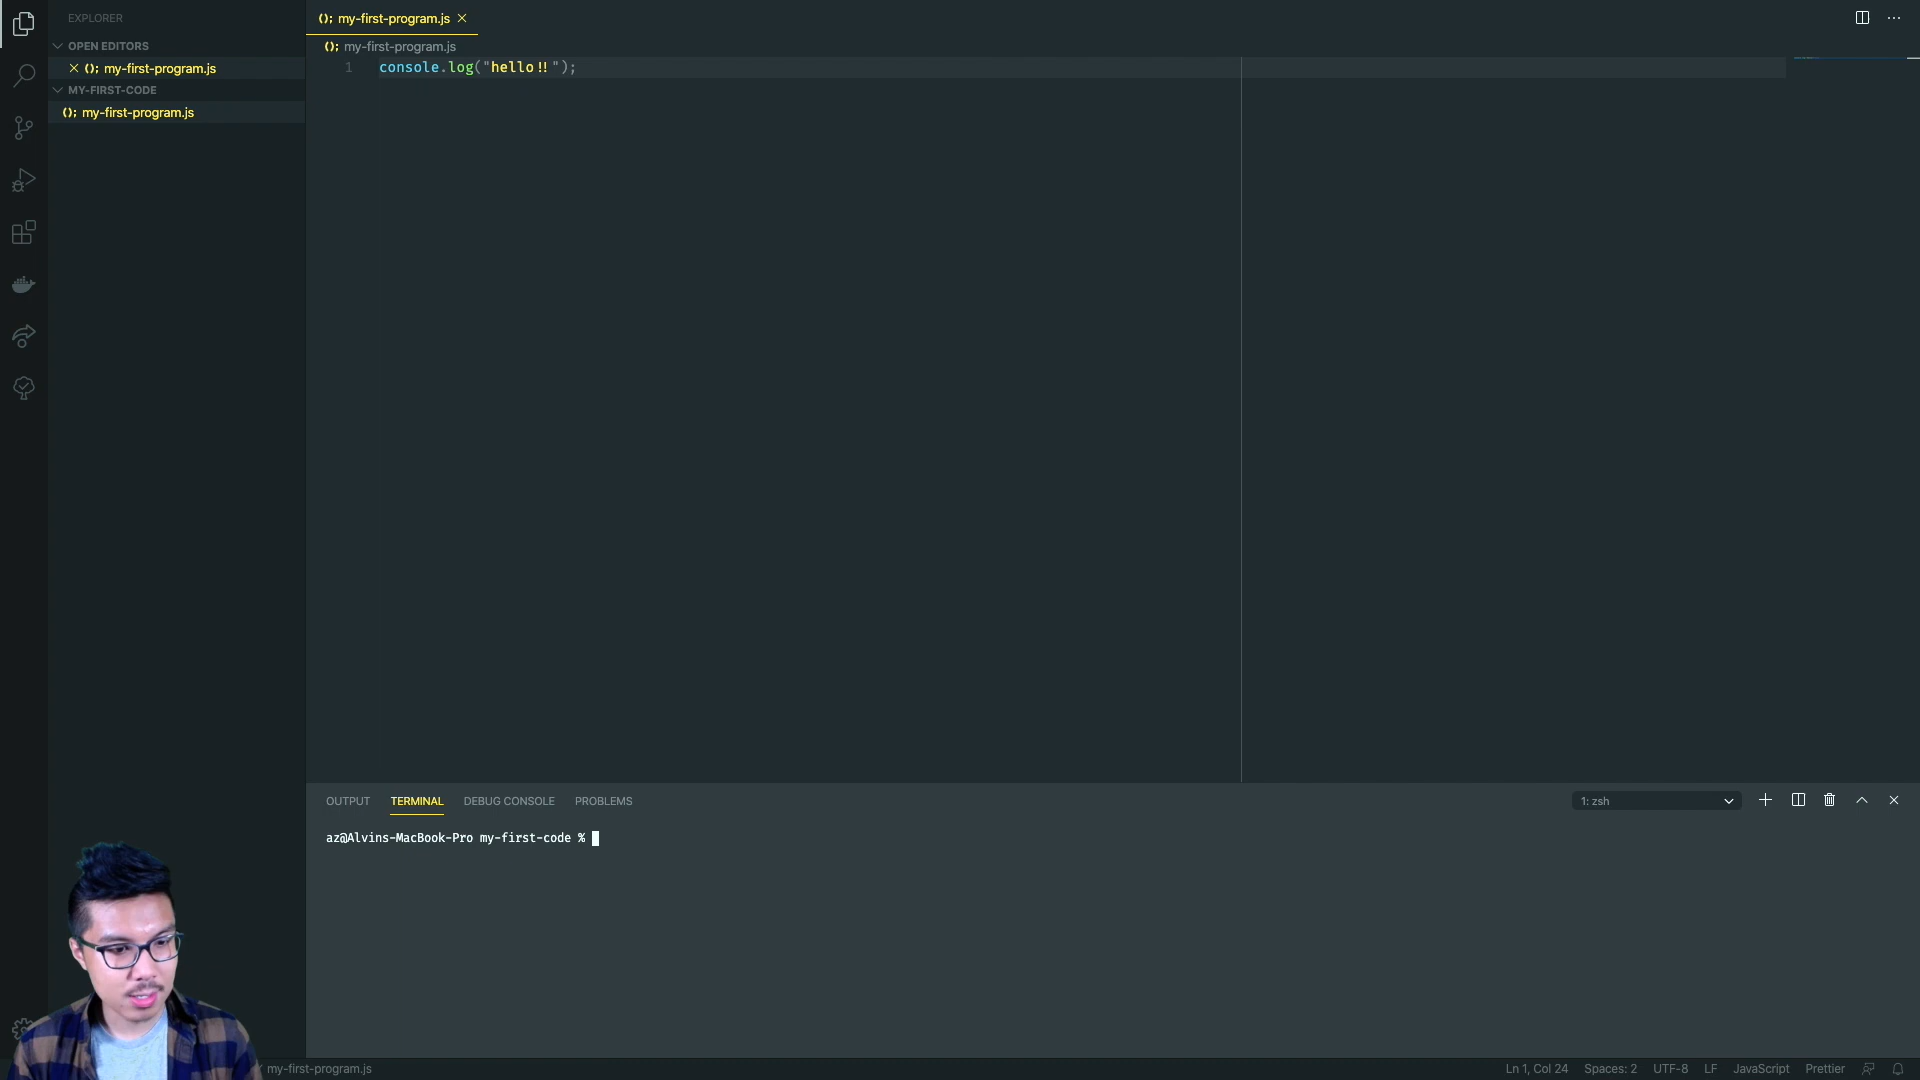 EXPLORER
OPEN EDITORS
(); my-first-program.js
MY-FIRST-CODE
(); my-first-program.js
(); my-first-program.js
(); my-first-program.js
1 console.log("hello!!");
OUTPUT TERMINAL DEBUG CONSOLE PROBLEMS
1: zsh
az@Alvins-MacBook-Pro my-first-code %
my-first-program.js
Ln 1, Col 24 Spaces: 2 UTF-8 LF JavaScript Prettier